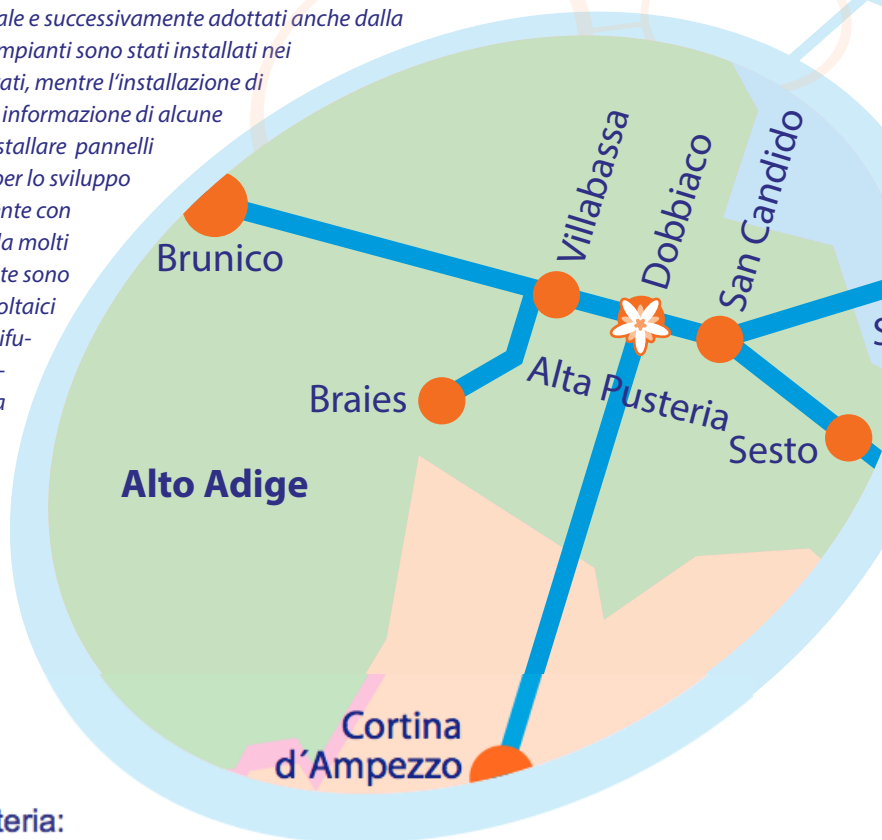 ale e successivamente adottati anche dalla
mpianti sono stati installati nei
ati, mentre l'installazione di
informazione di alcune
stallare pannelli
per lo sviluppo
ente con
la molti
te sono
oltaici
ifu-
-
a
Villabassa
Dobbiaco
San Candido
Brunico
S
Braies
Alta Pusteria
Sesto
Alto Adige
Cortina
d´Ampezzo
teria: